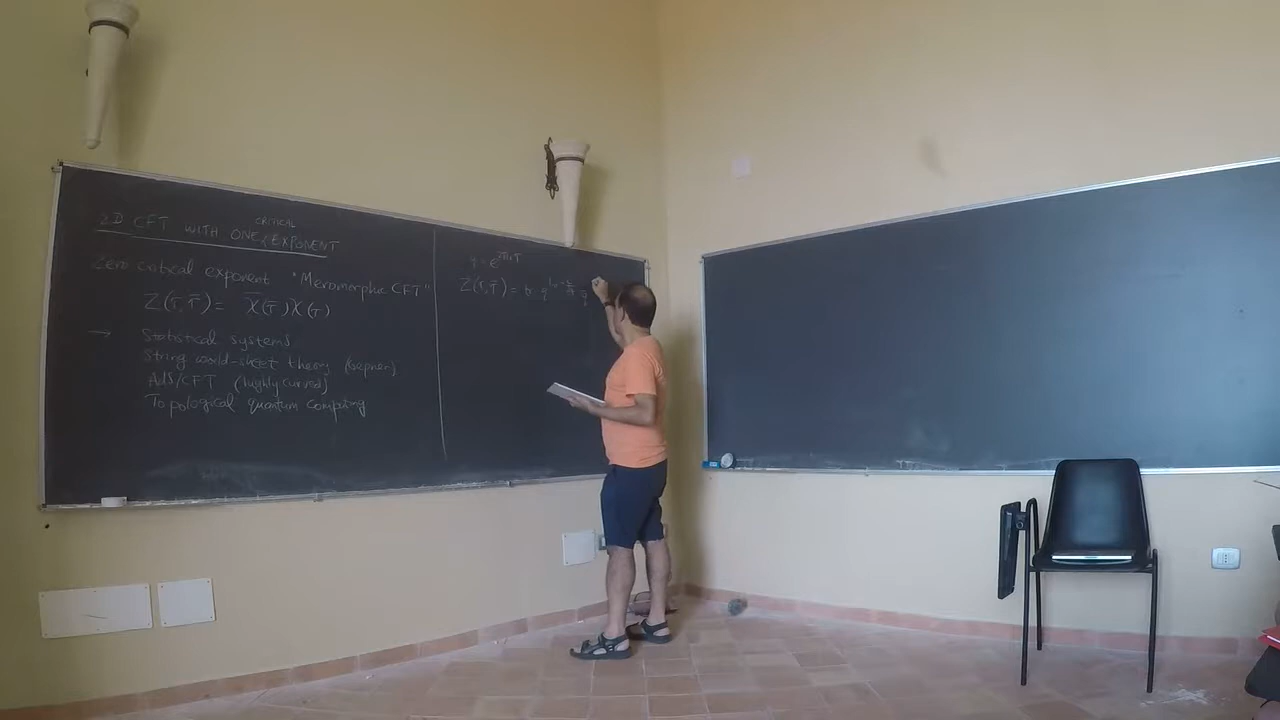 2D CFT WITH ONE CRITICAL EXPONENT
Zero critical exponent "Meromorphic CFT"
Z(τ, τ̄) = χ̄(τ̄) χ(τ)
→ Statistical systems
String world-sheet theory (Gepner)
AdS/CFT (highly curved)
Topological quantum computing
q = e^{2πiτ}
Z(τ, τ̄) = tr q^{L₀ - c/24} q̄